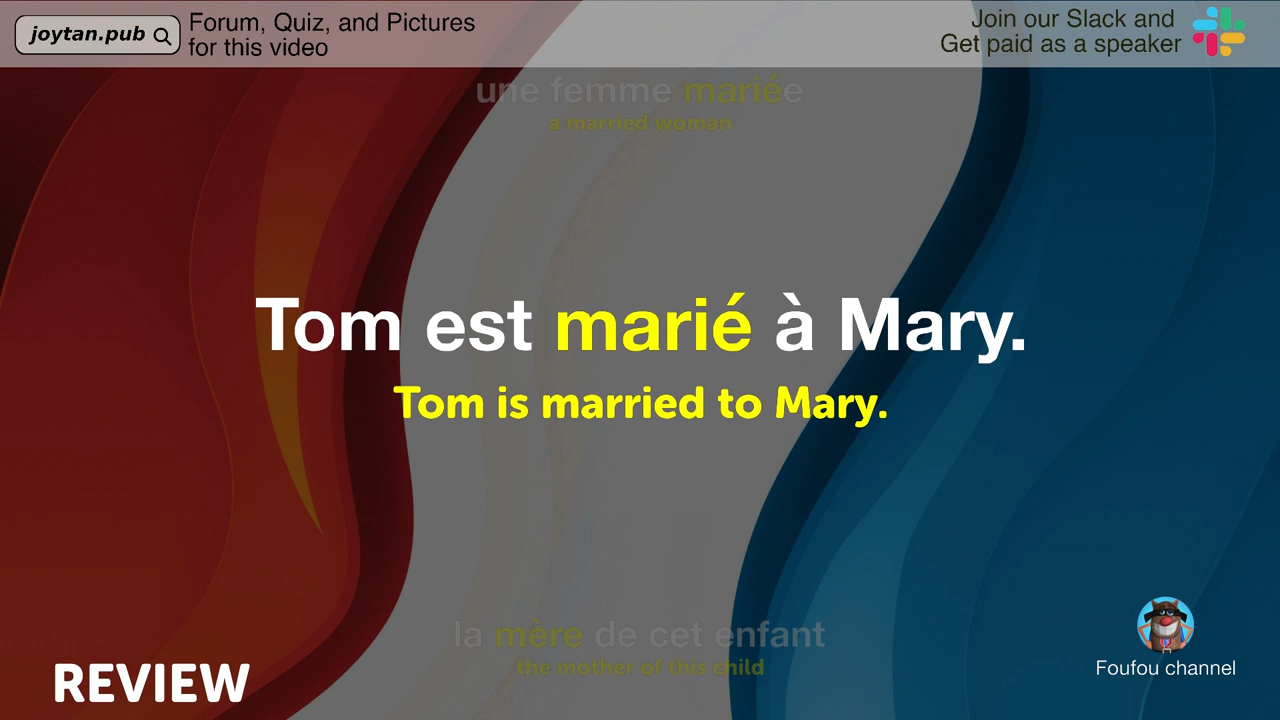 joytan.pub
Forum, Quiz, and Pictures
for this video
Join our Slack and
Get paid as a speaker
une femme mariée
a married woman
Tom est marié à Mary.
Tom is married to Mary.
la mère de cet enfant
the mother of this child
REVIEW
Foufou channel